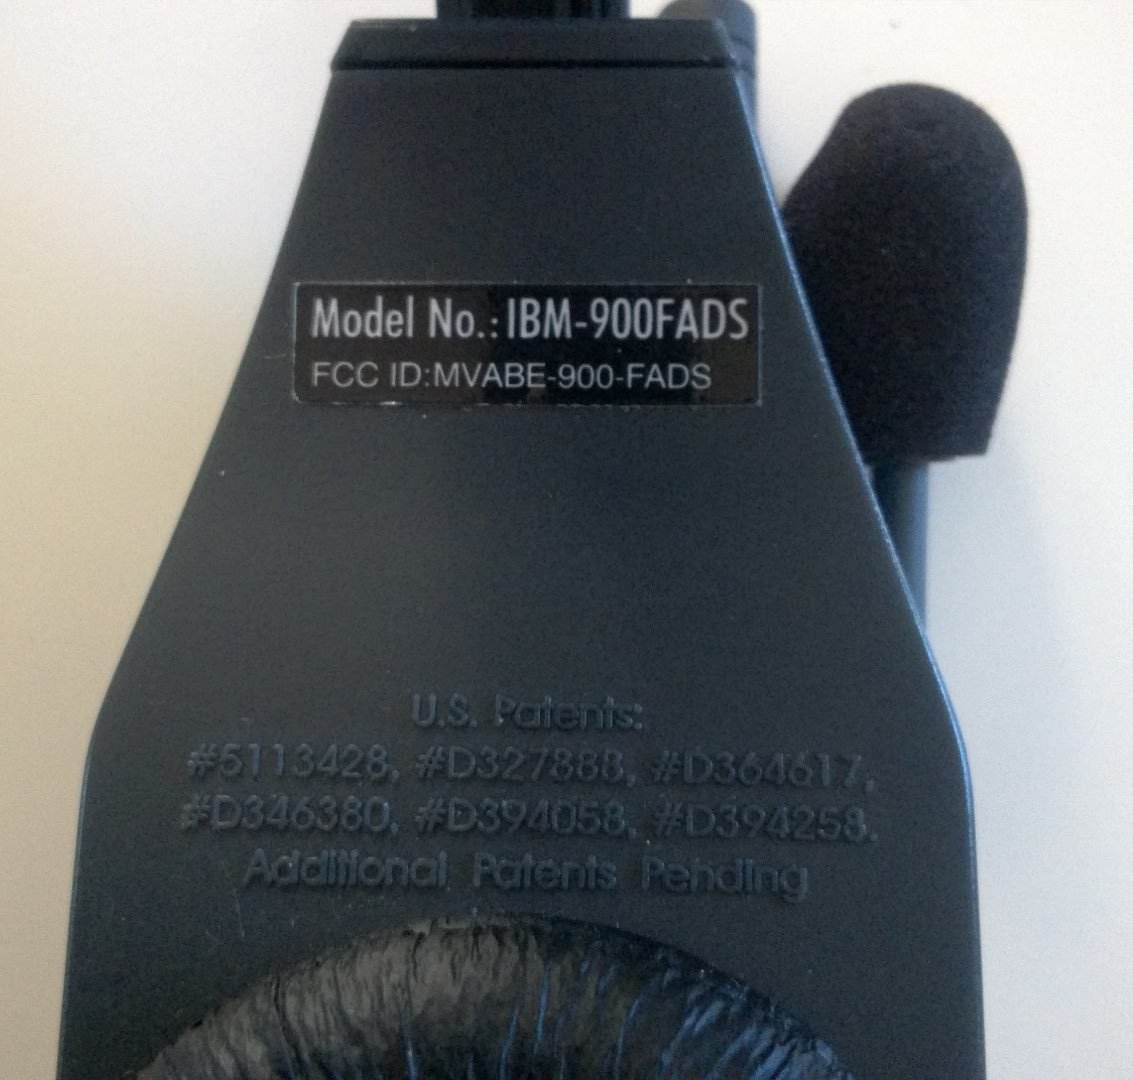 Model No.: IBM-900FADS
FCC ID:MVABE-900-FADS
U.S. Patents:
#5113428, #D327888, #D364617,
#D346380, #D394058, #D394258.
Additional Patents Pending